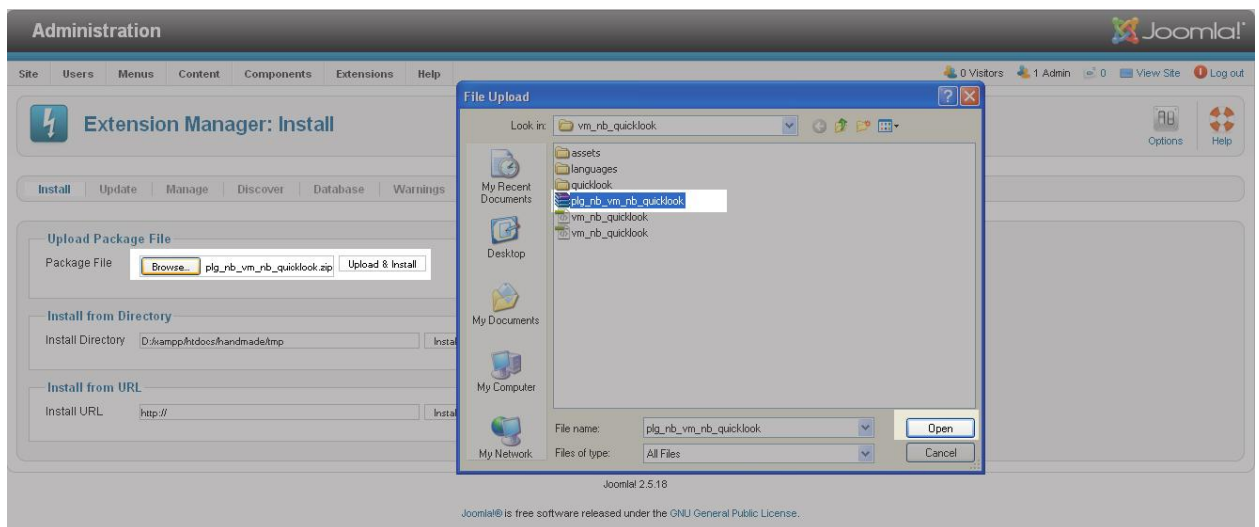 Administration
Joomla!
Site Users Menus Content Components Extensions Help
0 Visitors 1 Admin 0 View Site Log out
Extension Manager: Install
Options Help
Install Update Manage Discover Database Warnings
Upload Package File
Package File Browse... plg_nb_vm_nb_quicklook.zip Upload & Install
Install from Directory
Install Directory D:/xampp/htdocs/handmade/tmp Instal
Install from URL
Install URL http:// Instal
File Upload
Look in: vm_nb_quicklook
My Recent Documents
Desktop
My Documents
My Computer
My Network
assets
languages
quicklook
plg_nb_vm_nb_quicklook
vm_nb_quicklook
vm_nb_quicklook
File name: plg_nb_vm_nb_quicklook Open
Files of type: All Files Cancel
Joomla! 2.5.18
Joomla!® is free software released under the GNU General Public License.